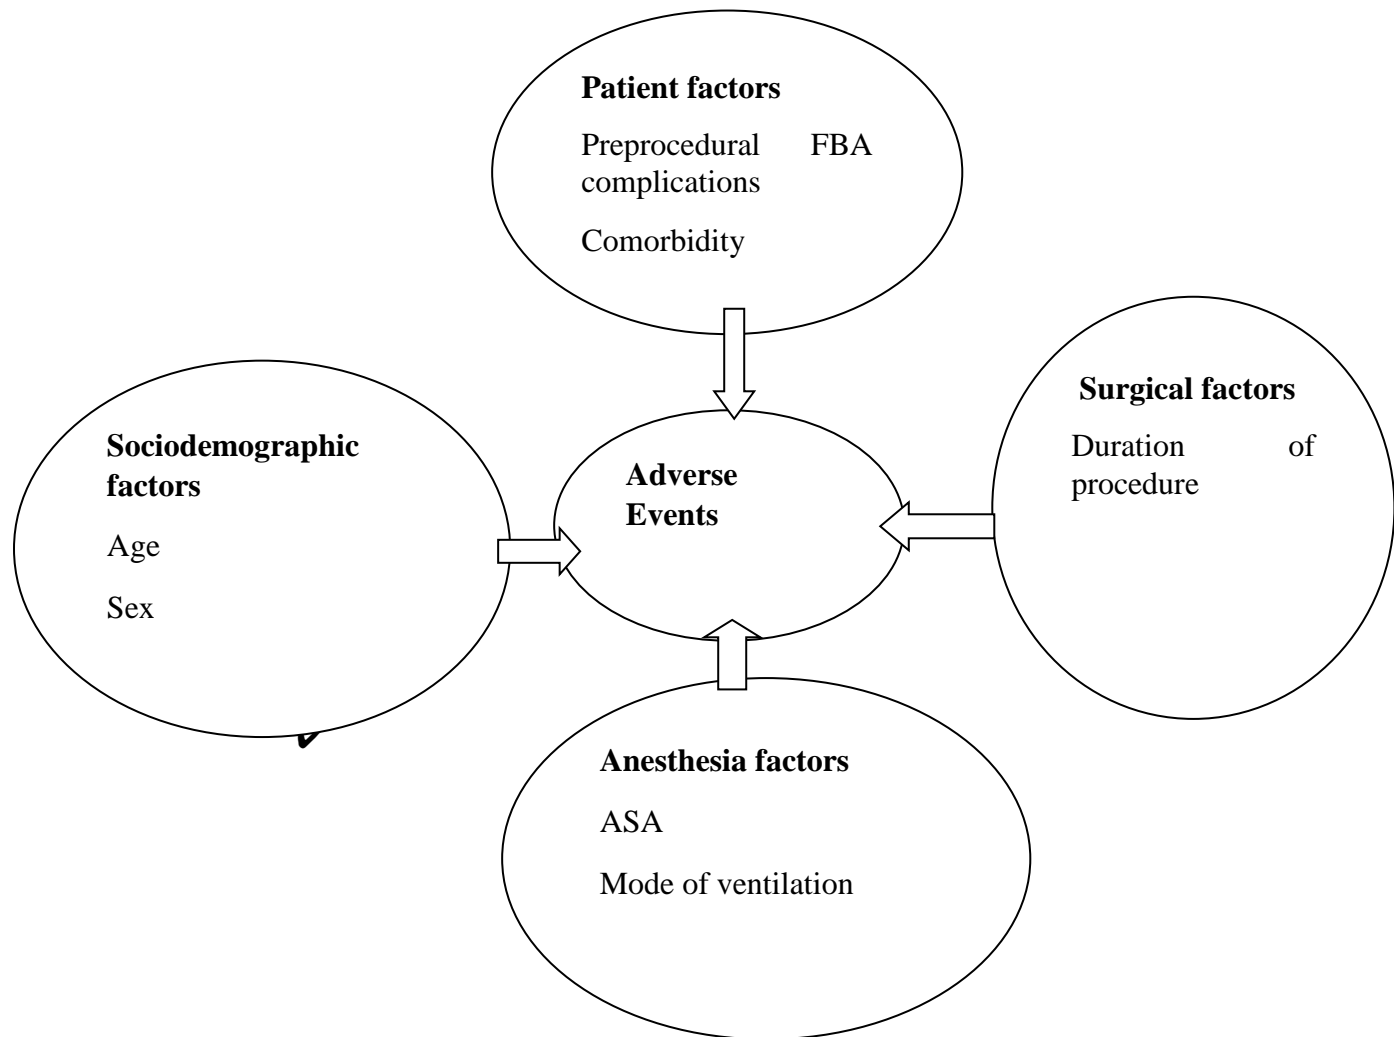 Patient factors
Preprocedural FBA
complications
Comorbidity
Surgical factors
Duration of
procedure
Sociodemographic
factors
Age
Sex
Adverse
Events
Anesthesia factors
ASA
Mode of ventilation